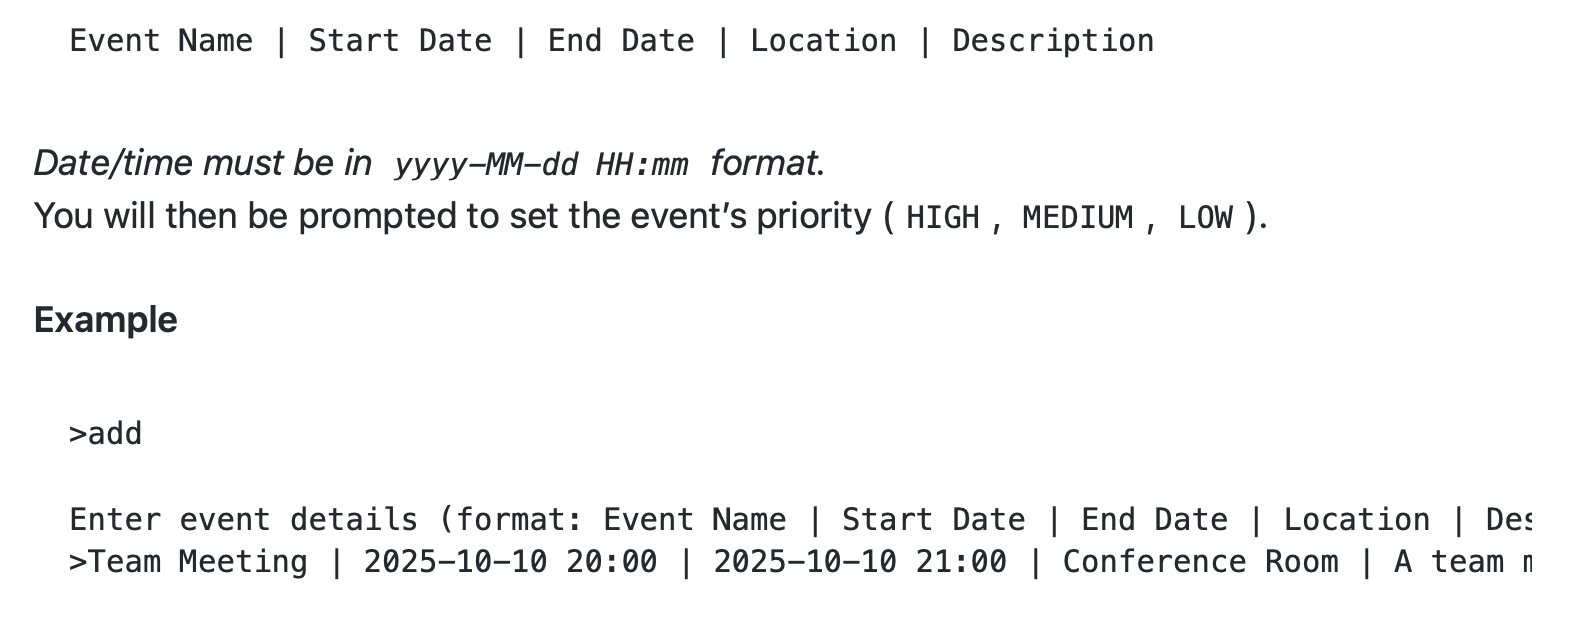 Event Name | Start Date | End Date | Location | Description
Date/time must be in yyyy-MM-dd HH:mm format.
You will then be prompted to set the event's priority ( HIGH , MEDIUM , LOW ).
Example
>add
Enter event details (format: Event Name | Start Date | End Date | Location | Des
>Team Meeting | 2025-10-10 20:00 | 2025-10-10 21:00 | Conference Room | A team